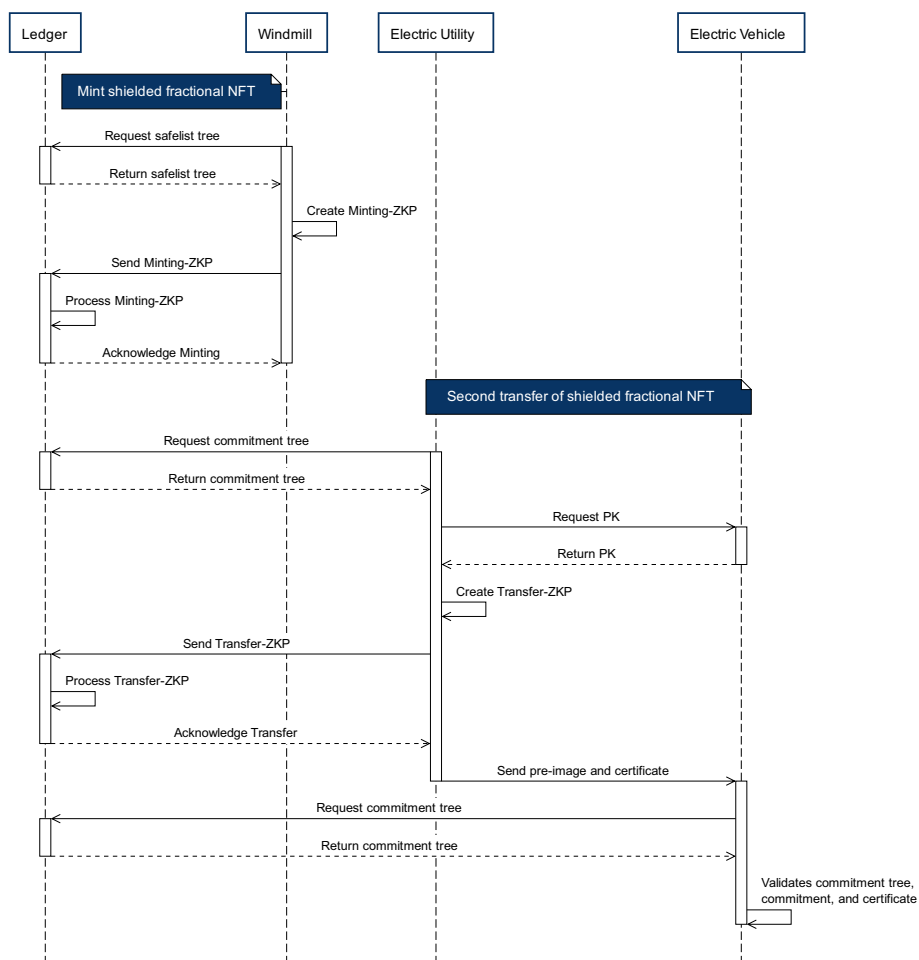 Ledger
Windmill
Electric Utility
Electric Vehicle
Mint shielded fractional NFT
Request safelist tree
Return safelist tree
Create Minting-ZKP
Send Minting-ZKP
Process Minting-ZKP
Acknowledge Minting
Second transfer of shielded fractional NFT
Request commitment tree
Return commitment tree
Request PK
Return PK
Create Transfer-ZKP
Send Transfer-ZKP
Process Transfer-ZKP
Acknowledge Transfer
Send pre-image and certificate
Request commitment tree
Return commitment tree
Validates commitment tree,
commitment, and certificate